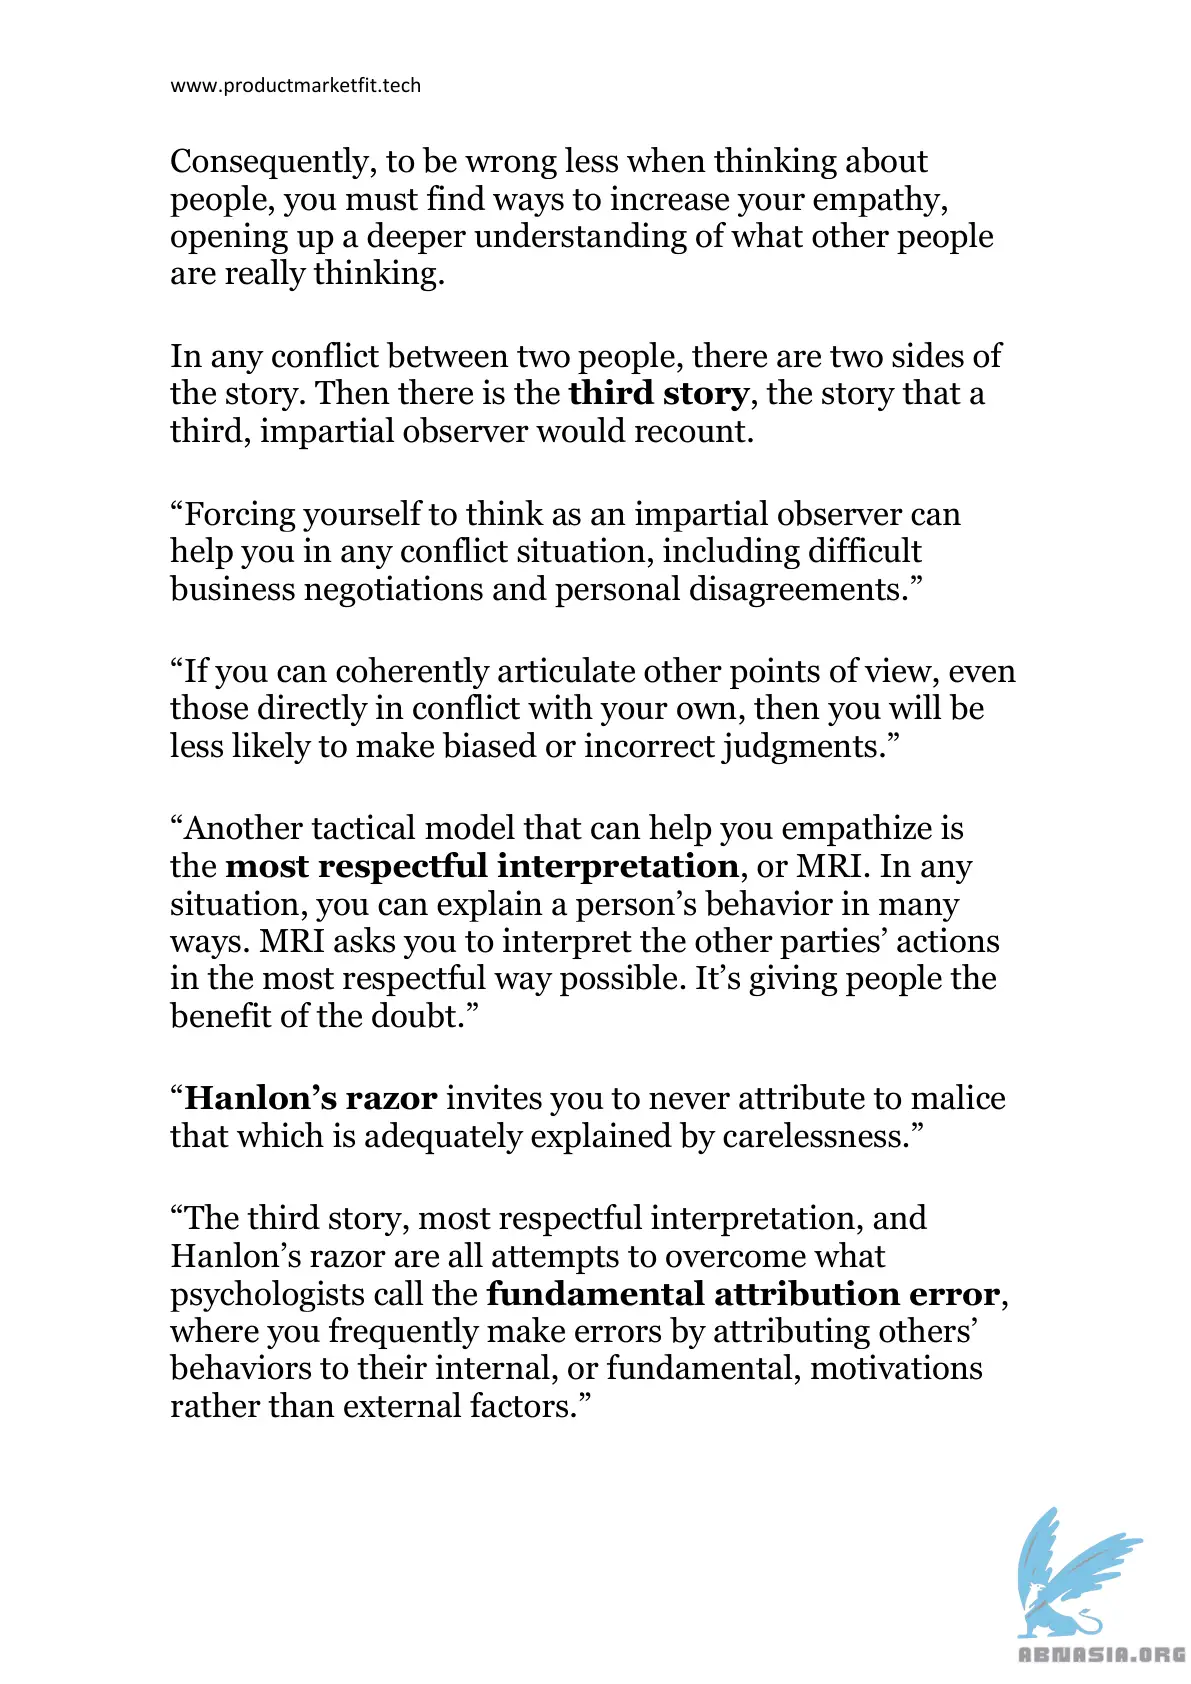 www.productmarketfit.tech
Consequently, to be wrong less when thinking about
people, you must find ways to increase your empathy,
opening up a deeper understanding of what other people
are really thinking.
In any conflict between two people, there are two sides of
the story. Then there is the third story, the story that a
third, impartial observer would recount.
“Forcing yourself to think as an impartial observer can
help you in any conflict situation, including difficult
business negotiations and personal disagreements.”
“If you can coherently articulate other points of view, even
those directly in conflict with your own, then you will be
less likely to make biased or incorrect judgments.”
“Another tactical model that can help you empathize is
the most respectful interpretation, or MRI. In any
situation, you can explain a person’s behavior in many
ways. MRI asks you to interpret the other parties’ actions
in the most respectful way possible. It’s giving people the
benefit of the doubt.”
“Hanlon’s razor invites you to never attribute to malice
that which is adequately explained by carelessness.”
“The third story, most respectful interpretation, and
Hanlon’s razor are all attempts to overcome what
psychologists call the fundamental attribution error,
where you frequently make errors by attributing others’
behaviors to their internal, or fundamental, motivations
rather than external factors.”
ABNASIA.ORG